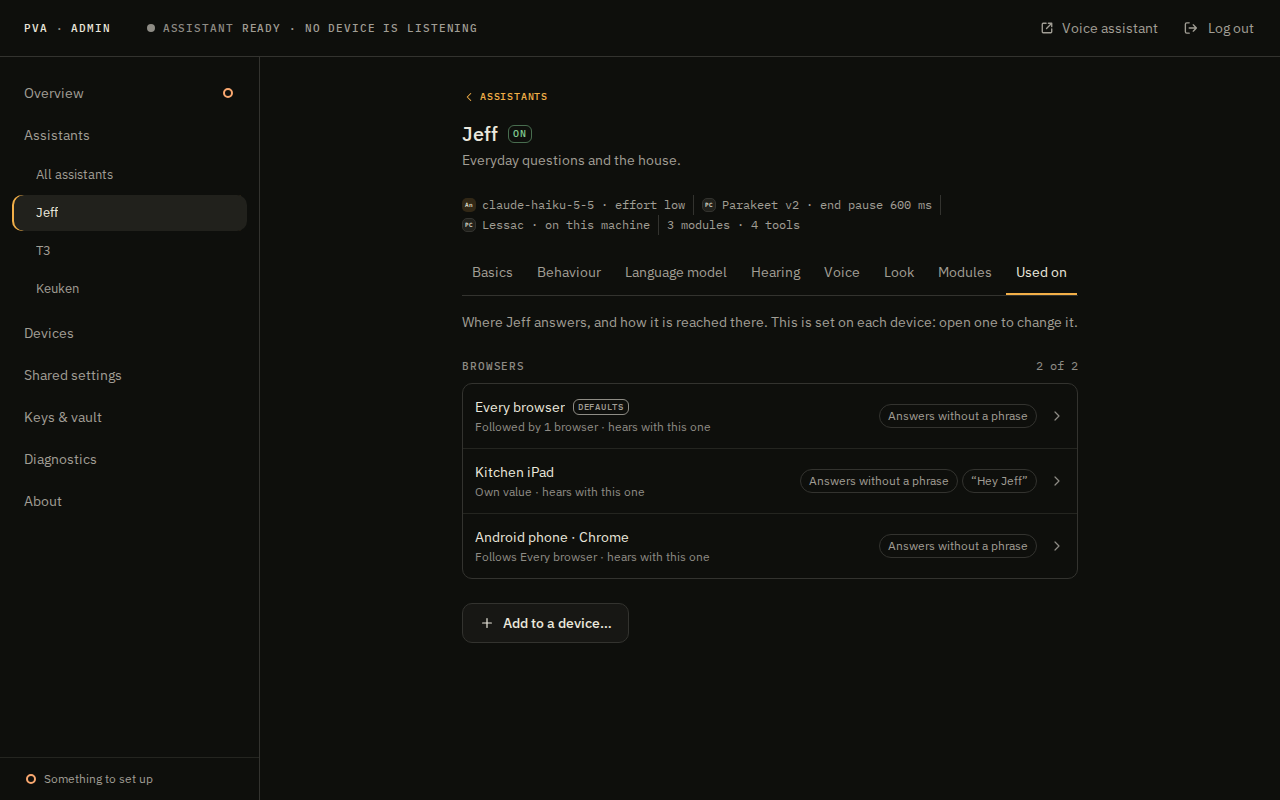 PVA · ADMIN
ASSISTANT READY · NO DEVICE IS LISTENING
Voice assistant
Log out
Overview
Assistants
All assistants
Jeff
T3
Keuken
Devices
Shared settings
Keys & vault
Diagnostics
About
Something to set up
ASSISTANTS
Jeff ON
Everyday questions and the house.
An claude-haiku-5-5 · effort low PC Parakeet v2 · end pause 600 ms
PC Lessac · on this machine 3 modules · 4 tools
Basics Behaviour Language model Hearing Voice Look Modules Used on
Where Jeff answers, and how it is reached there. This is set on each device: open one to change it.
BROWSERS 2 of 2
Every browser DEFAULTS
Followed by 1 browser · hears with this one
Answers without a phrase
Kitchen iPad
Own value · hears with this one
Answers without a phrase “Hey Jeff”
Android phone · Chrome
Follows Every browser · hears with this one
Answers without a phrase
Add to a device...